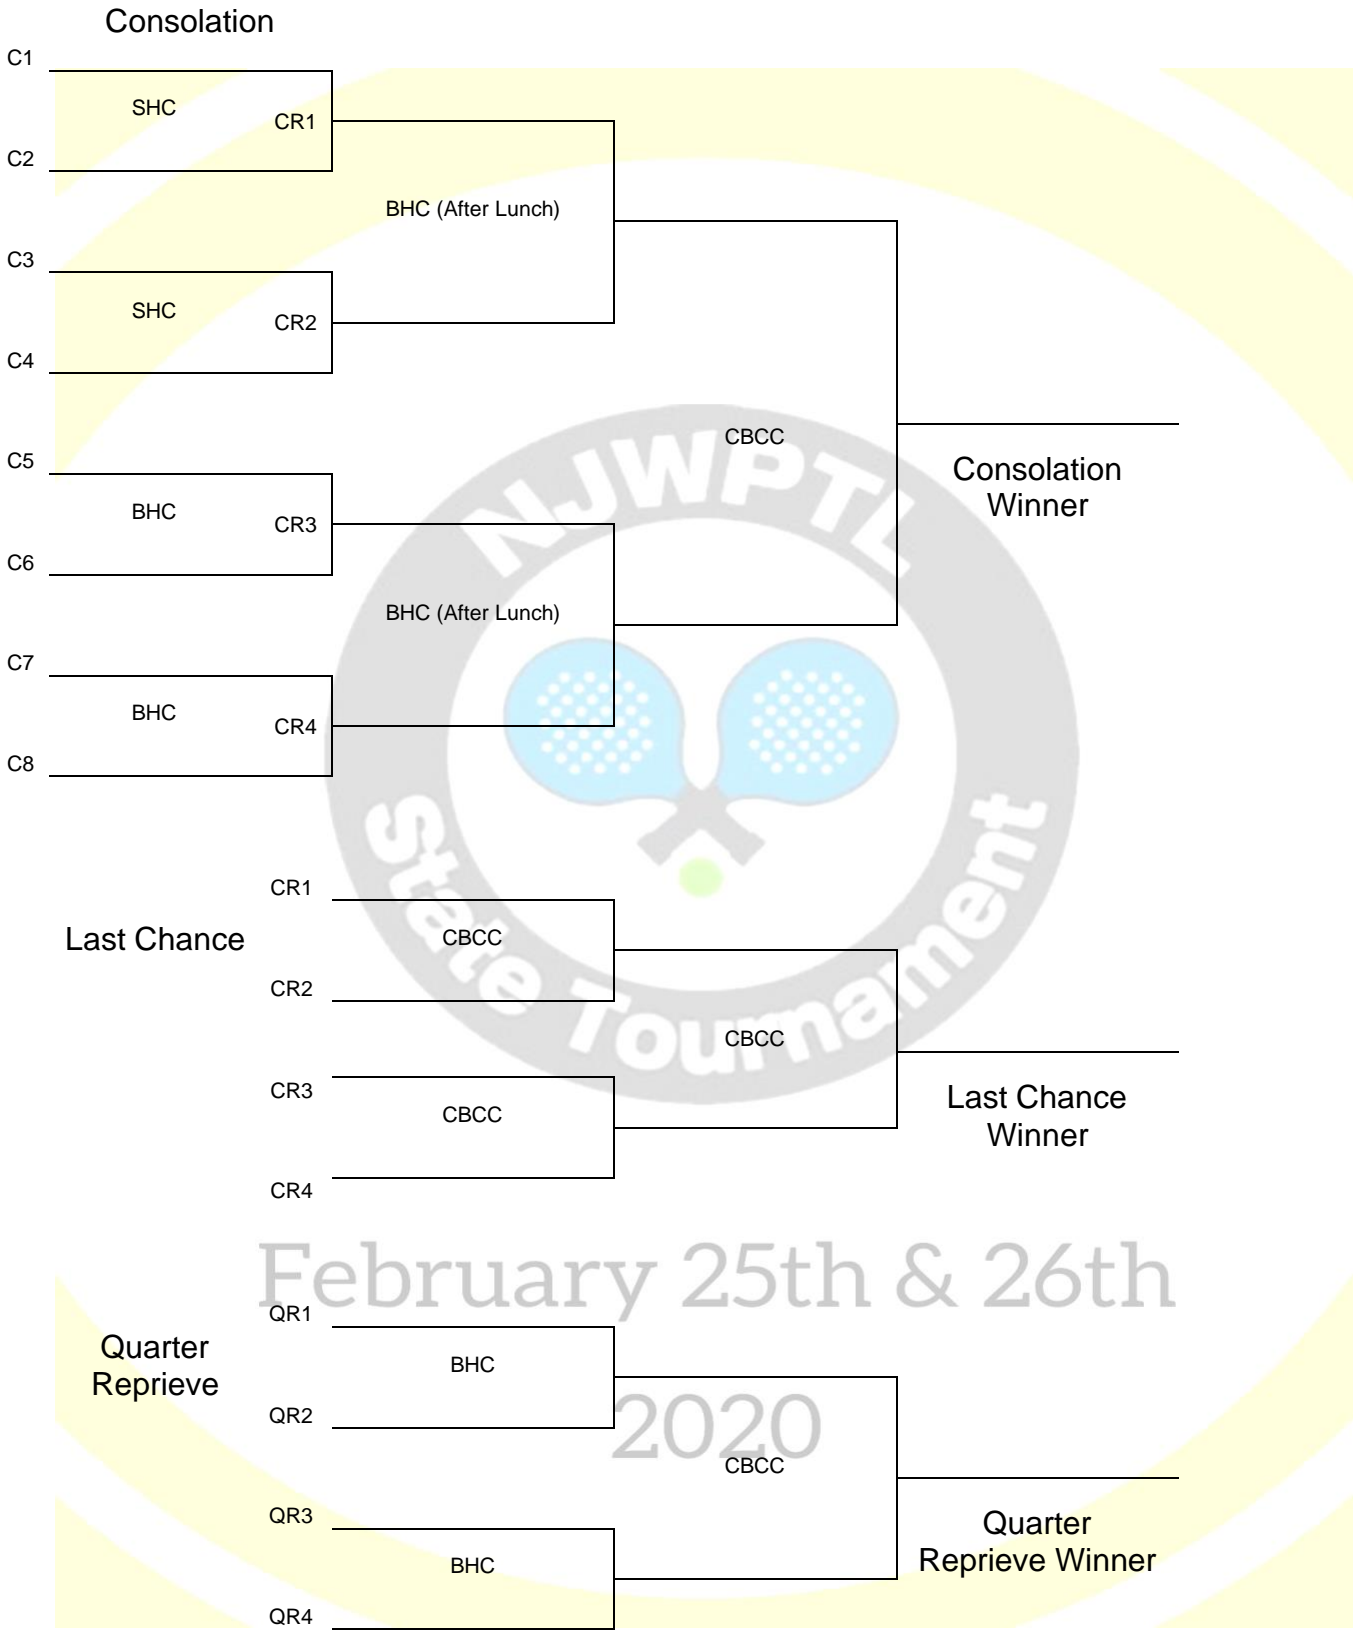 Consolation
C1
SHC
CR1
C2
BHC (After Lunch)
C3
SHC
CR2
C4
CBCC
Consolation
Winner
C5
BHC
CR3
C6
BHC (After Lunch)
C7
BHC
CR4
C8
NJWPTL
State Tournament
CR1
Last Chance
CBCC
CR2
CBCC
CR3
CBCC
Last Chance
Winner
CR4
February 25th & 26th
2020
QR1
Quarter
Reprieve
BHC
QR2
CBCC
QR3
BHC
Quarter
Reprieve Winner
QR4